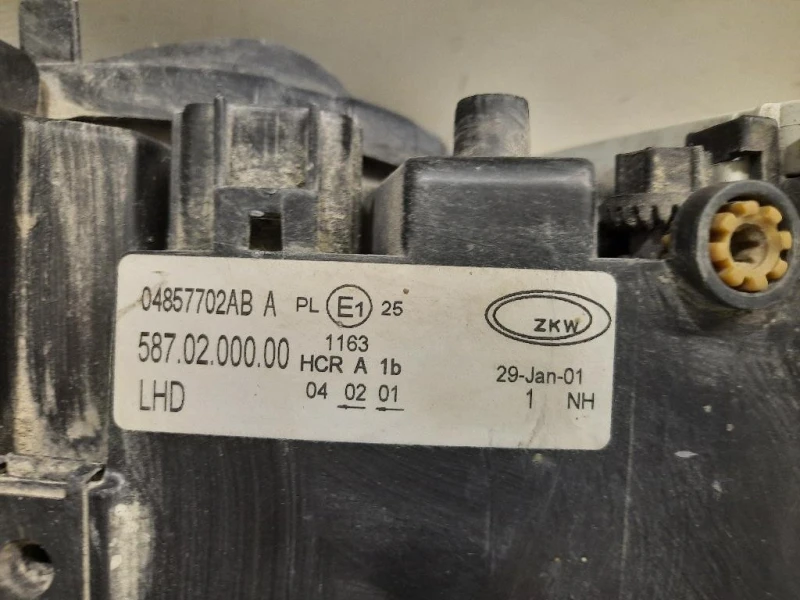 04857702AB A PL E1 25
587.02.000.00 1163
HCR A 1b
LHD 04 02 01
ZKW
29-Jan-01
1 NH